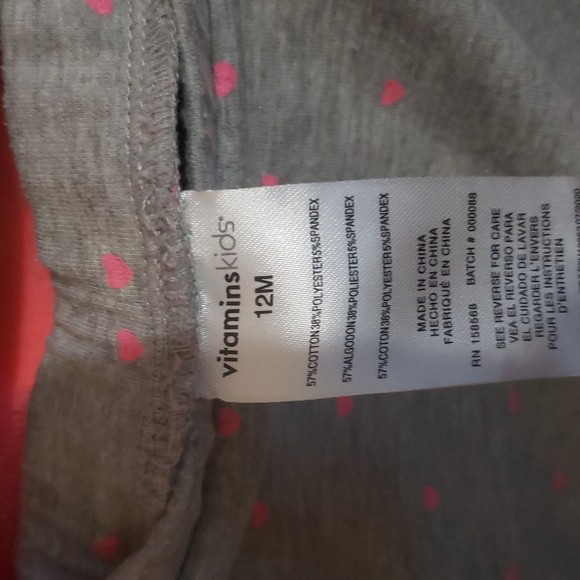 vitaminskids®
12M
57%COTTON38%POLYESTER5%SPANDEX
57%ALGODON38%POLIESTER5%SPANDEX
57%COTON38%POLYESTER5%SPANDEX
MADE IN CHINA
HECHO EN CHINA
FABRIQUÉ EN CHINA
RN 158668 BATCH # 000088
SEE REVERSE FOR CARE
VEA EL REVERSO PARA
EL CUIDADO DE LAVAR
REGARDER L'ENVERS
POUR LES INSTRUCTIONS
D'ENTRETIEN